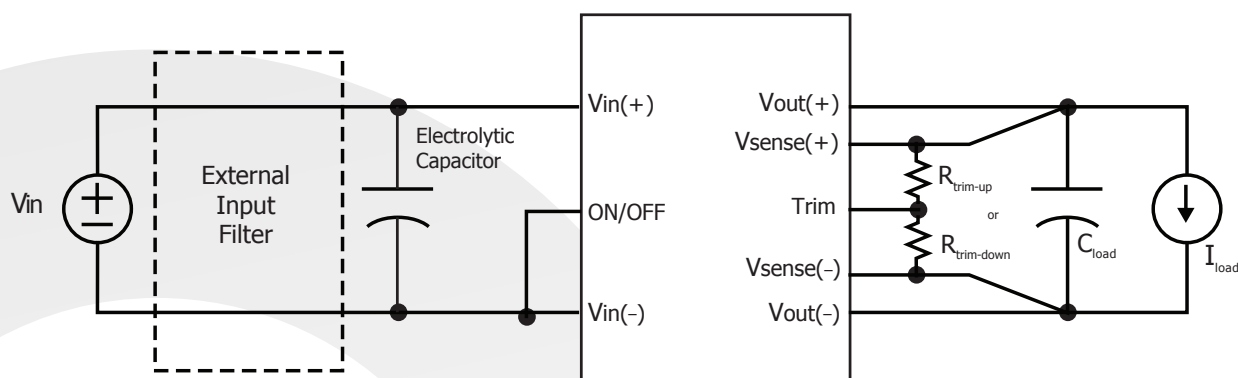 Vin
External
Input
Filter
Electrolytic
Capacitor
Vin(+)
ON/OFF
Vin(−)
Vout(+)
Vsense(+)
Trim
Vsense(−)
Vout(−)
Rtrim-up
or
Rtrim-down
Cload
Iload